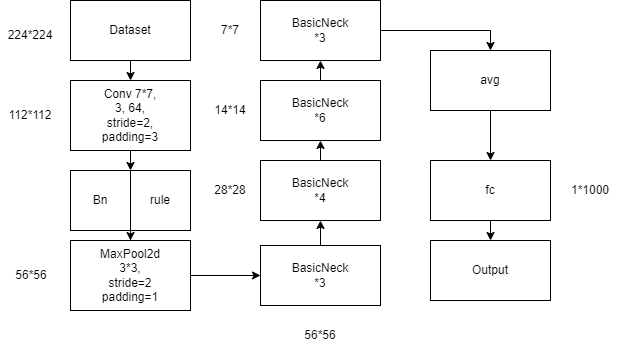 224*224
Dataset
112*112
Conv 7*7,
3, 64,
stride=2,
padding=3
Bn
rule
56*56
MaxPool2d
3*3,
stride=2
padding=1
7*7
BasicNeck
*3
14*14
BasicNeck
*6
28*28
BasicNeck
*4
BasicNeck
*3
56*56
avg
fc
1*1000
Output